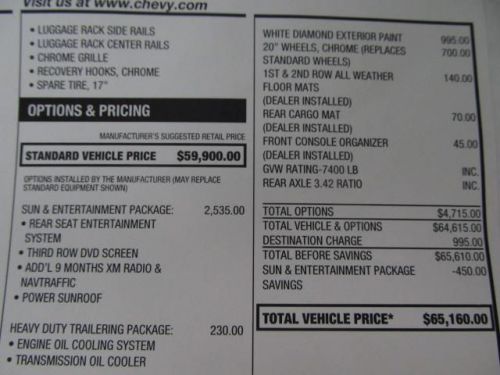 Visit us at www.chevy.com
• LUGGAGE RACK SIDE RAILS
• LUGGAGE RACK CENTER RAILS
• CHROME GRILLE
• RECOVERY HOOKS, CHROME
• SPARE TIRE, 17"
OPTIONS & PRICING
MANUFACTURER'S SUGGESTED RETAIL PRICE
STANDARD VEHICLE PRICE $59,900.00
OPTIONS INSTALLED BY THE MANUFACTURER (MAY REPLACE
STANDARD EQUIPMENT SHOWN)
SUN & ENTERTAINMENT PACKAGE: 2,535.00
• REAR SEAT ENTERTAINMENT
SYSTEM
• THIRD ROW DVD SCREEN
• ADD'L 9 MONTHS XM RADIO &
NAVTRAFFIC
• POWER SUNROOF
HEAVY DUTY TRAILERING PACKAGE: 230.00
• ENGINE OIL COOLING SYSTEM
• TRANSMISSION OIL COOLER
WHITE DIAMOND EXTERIOR PAINT 995.00
20" WHEELS, CHROME (REPLACES 700.00
STANDARD WHEELS)
1ST & 2ND ROW ALL WEATHER 140.00
FLOOR MATS
(DEALER INSTALLED)
REAR CARGO MAT 70.00
(DEALER INSTALLED)
FRONT CONSOLE ORGANIZER 45.00
(DEALER INSTALLED)
GVW RATING-7400 LB INC.
REAR AXLE 3.42 RATIO INC.
TOTAL OPTIONS $4,715.00
TOTAL VEHICLE & OPTIONS $64,615.00
DESTINATION CHARGE 995.00
TOTAL BEFORE SAVINGS $65,610.00
SUN & ENTERTAINMENT PACKAGE -450.00
SAVINGS
TOTAL VEHICLE PRICE* $65,160.00